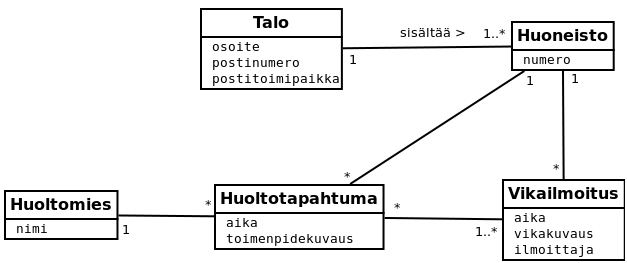 Talo
osoite
postinumero
postitoimipaikka
sisältää >
1..*
1
Huoneisto
numero
1
1
*
*
Huoltomies
nimi
1
*
Huoltotapahtuma
aika
toimenpidekuvaus
*
1..*
Vikailmoitus
aika
vikakuvaus
ilmoittaja